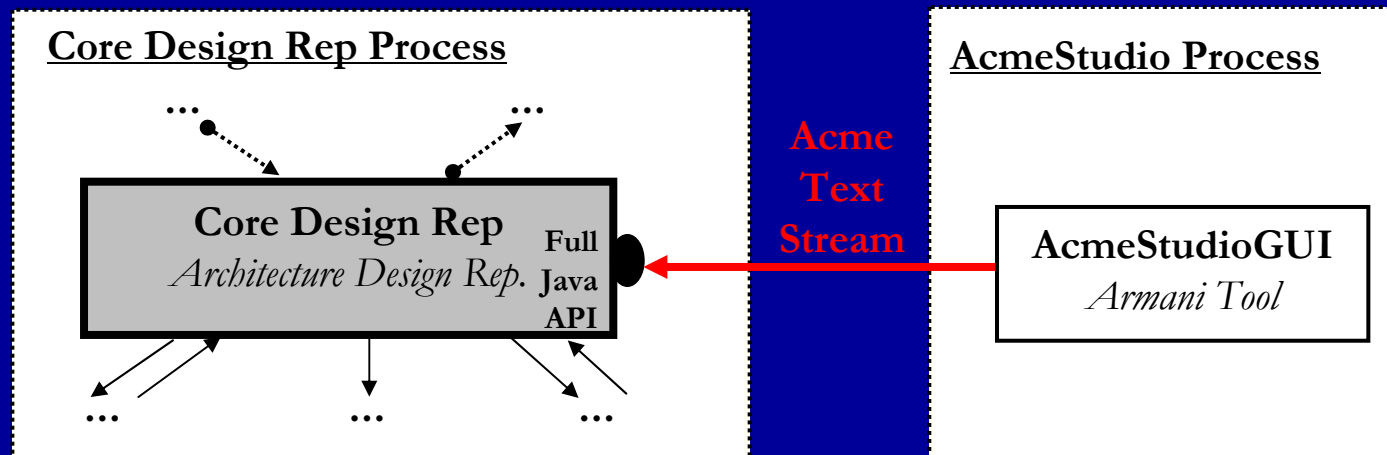 Core Design Rep Process
... ...
Core Design Rep
Architecture Design Rep.
Full
Java
API
... ... ...
Acme
Text
Stream
AcmeStudio Process
AcmeStudioGUI
Armani Tool